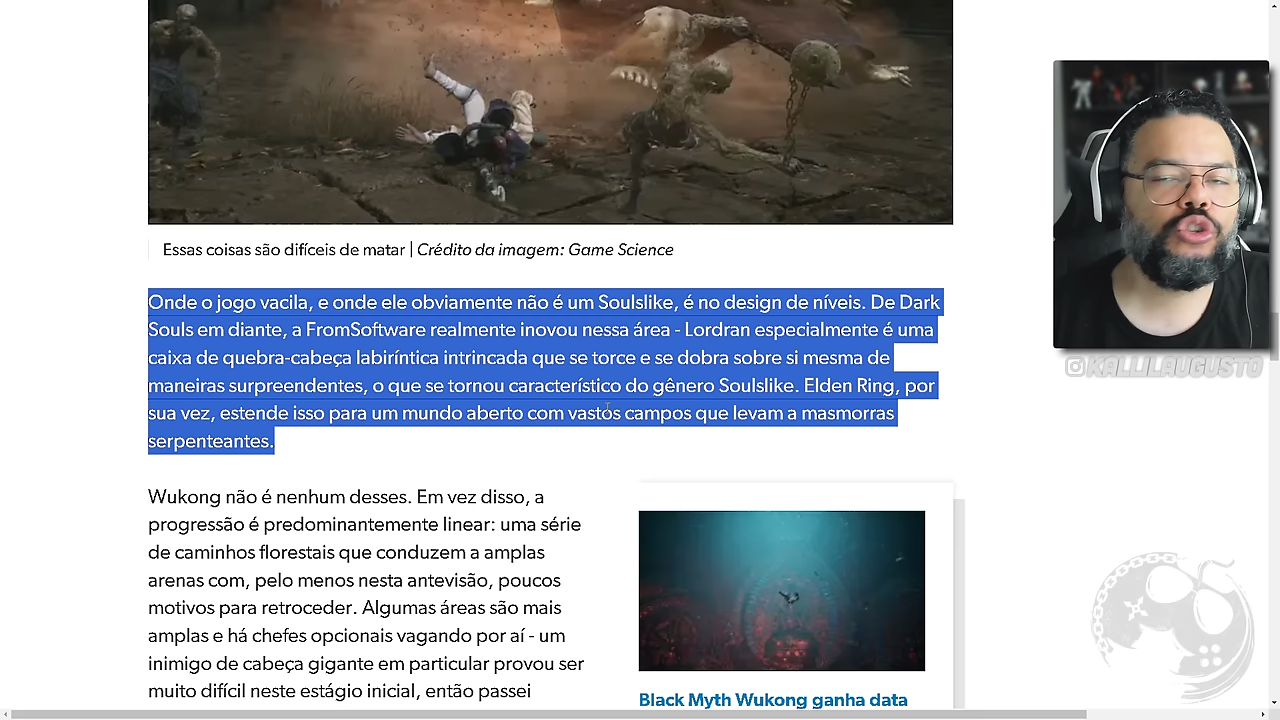 Essas coisas são difíceis de matar | Crédito da imagem: Game Science
Onde o jogo vacila, e onde ele obviamente não é um Soulslike, é no design de níveis. De Dark
Souls em diante, a FromSoftware realmente inovou nessa área - Lordran especialmente é uma
caixa de quebra-cabeça labiríntica intrincada que se torce e se dobra sobre si mesma de
maneiras surpreendentes, o que se tornou característico do gênero Soulslike. Elden Ring, por
sua vez, estende isso para um mundo aberto com vastos campos que levam a masmorras
serpenteantes.
Wukong não é nenhum desses. Em vez disso, a
progressão é predominantemente linear: uma série
de caminhos florestais que conduzem a amplas
arenas com, pelo menos nesta antevisão, poucos
motivos para retroceder. Algumas áreas são mais
amplas e há chefes opcionais vagando por aí - um
inimigo de cabeça gigante em particular provou ser
muito difícil neste estágio inicial, então passei
Black Myth Wukong ganha data
@KALLILAUGUSTO